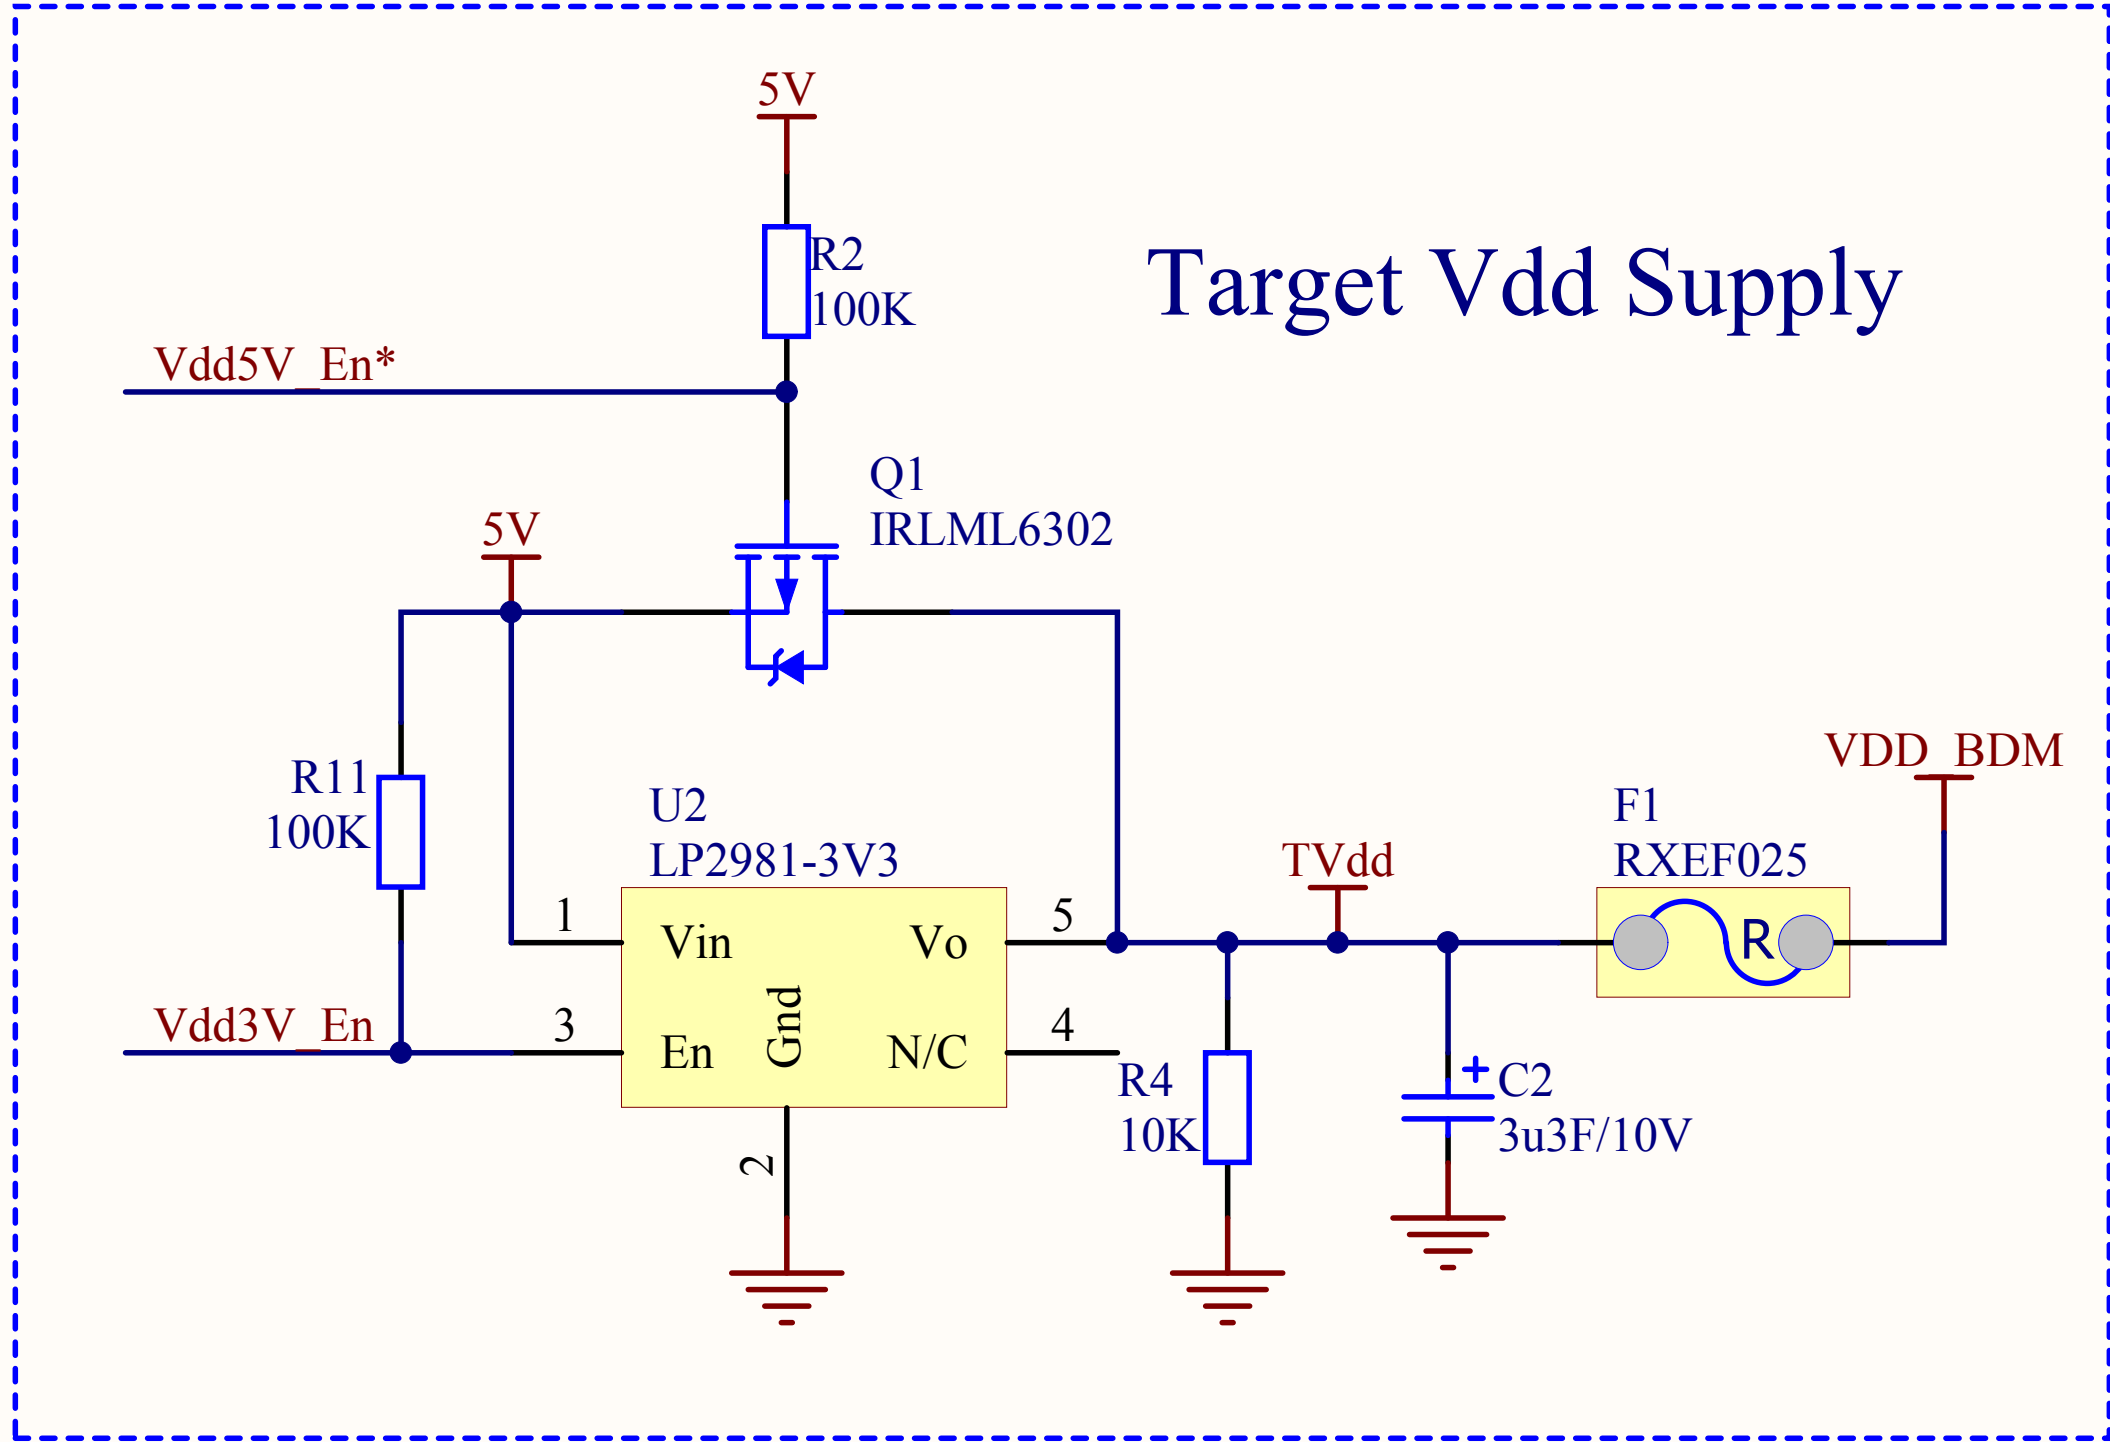 5V
R2
100K
Target Vdd Supply
Vdd5V_En*
Q1
IRLML6302
5V
R11
100K
U2
LP2981-3V3
TVdd
F1
RXEF025
VDD_BDM
1
Vin
Vo
5
R
Vdd3V_En
3
En
Gnd
N/C
4
2
R4
10K
+
C2
3u3F/10V